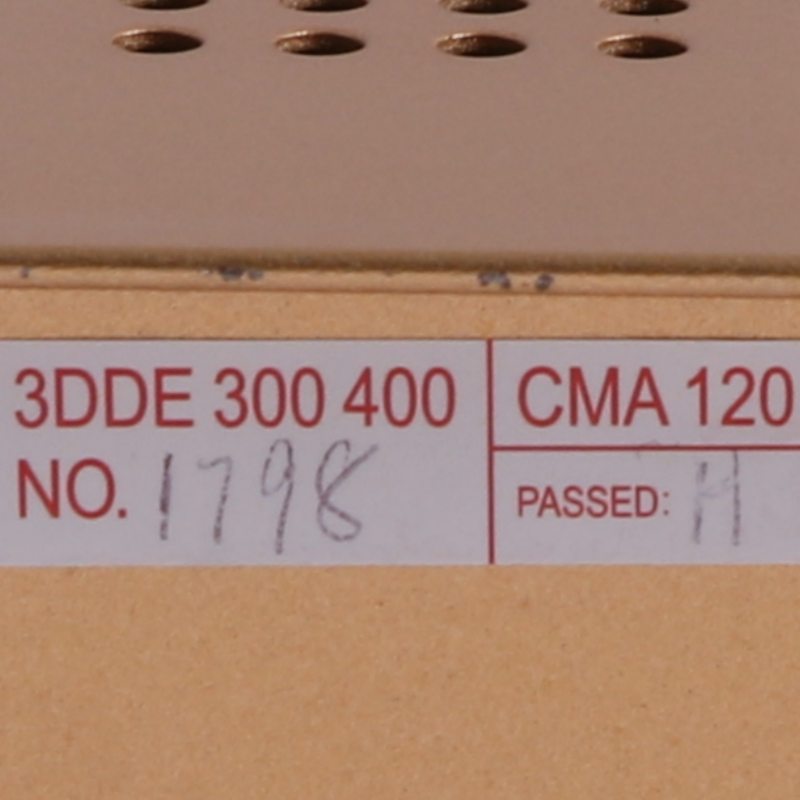 3DDE 300 400
NO. 1798
CMA 120
PASSED: H